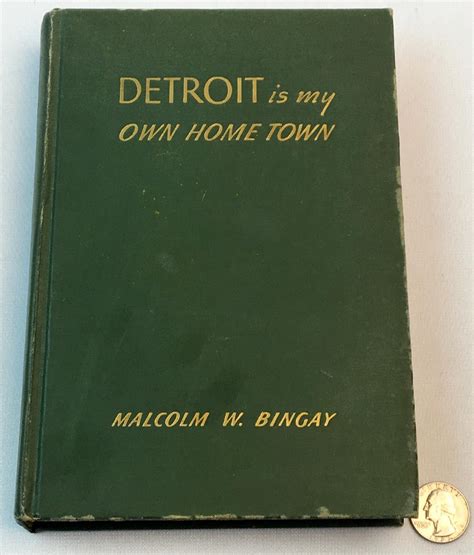 DETROIT is my
OWN HOME TOWN
MALCOLM W. BINGAY